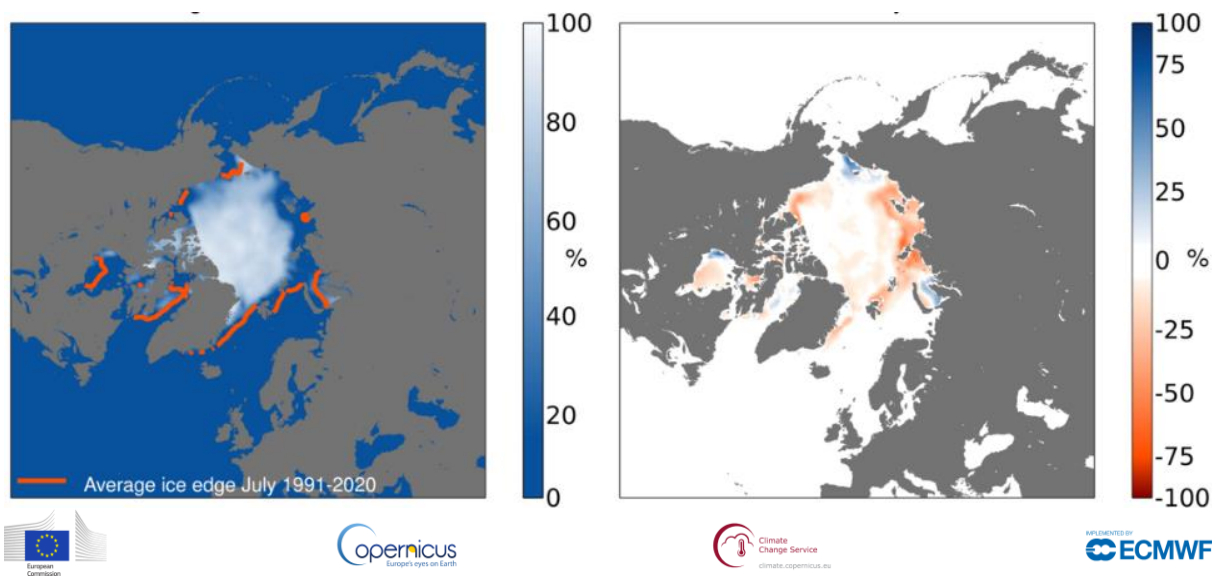 100
80
60
%
40
20
0
Average ice edge July 1991-2020
100
75
50
25
0
%
-25
-50
-75
-100
European
Commission
opernicus
Europe's eyes on Earth
Climate
Change Service
climate.copernicus.eu
IMPLEMENTED BY
ECMWF